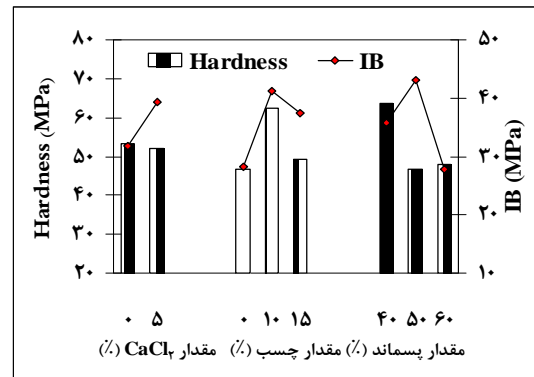 Hardness IB
Hardness (MPa)
۸۰
۷۰
۶۰
۵۰
۴۰
۳۰
۲۰
۵۰
۴۰
۳۰
۲۰
۱۰
IB (MPa)
۰ ۵ ۰ ۱۰ ۱۵ ۴۰ ۵۰ ۶۰
مقدار CaCl۲ (٪) مقدار چسب (٪) مقدار پسماند (٪)